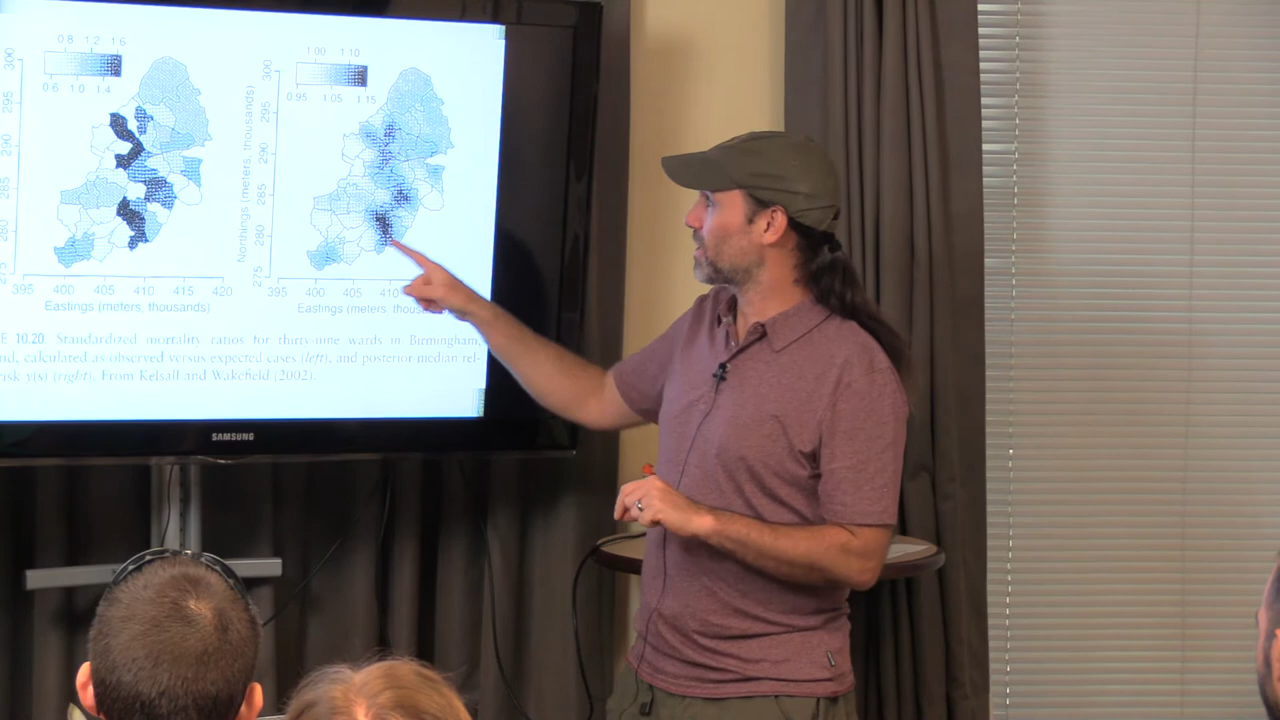 0.8 1.2 1.6
0.6 1.0 1.4
300
295
290
285
280
275
395 400 405 410 415 420
Eastings (meters, thousands)
1.00 1.10
0.95 1.05 1.15
Northings (meters, thousands)
300
295
290
285
280
275
395 400 405 410
Eastings (meters, thous
E 10.20. Standardized mortality ratios for thirty-nine wards in Birmingham,
nd, calculated as observed versus expected cases (left), and posterior median rel-
risk γ(s) (right). From Kelsall and Wakefield (2002).
SAMSUNG